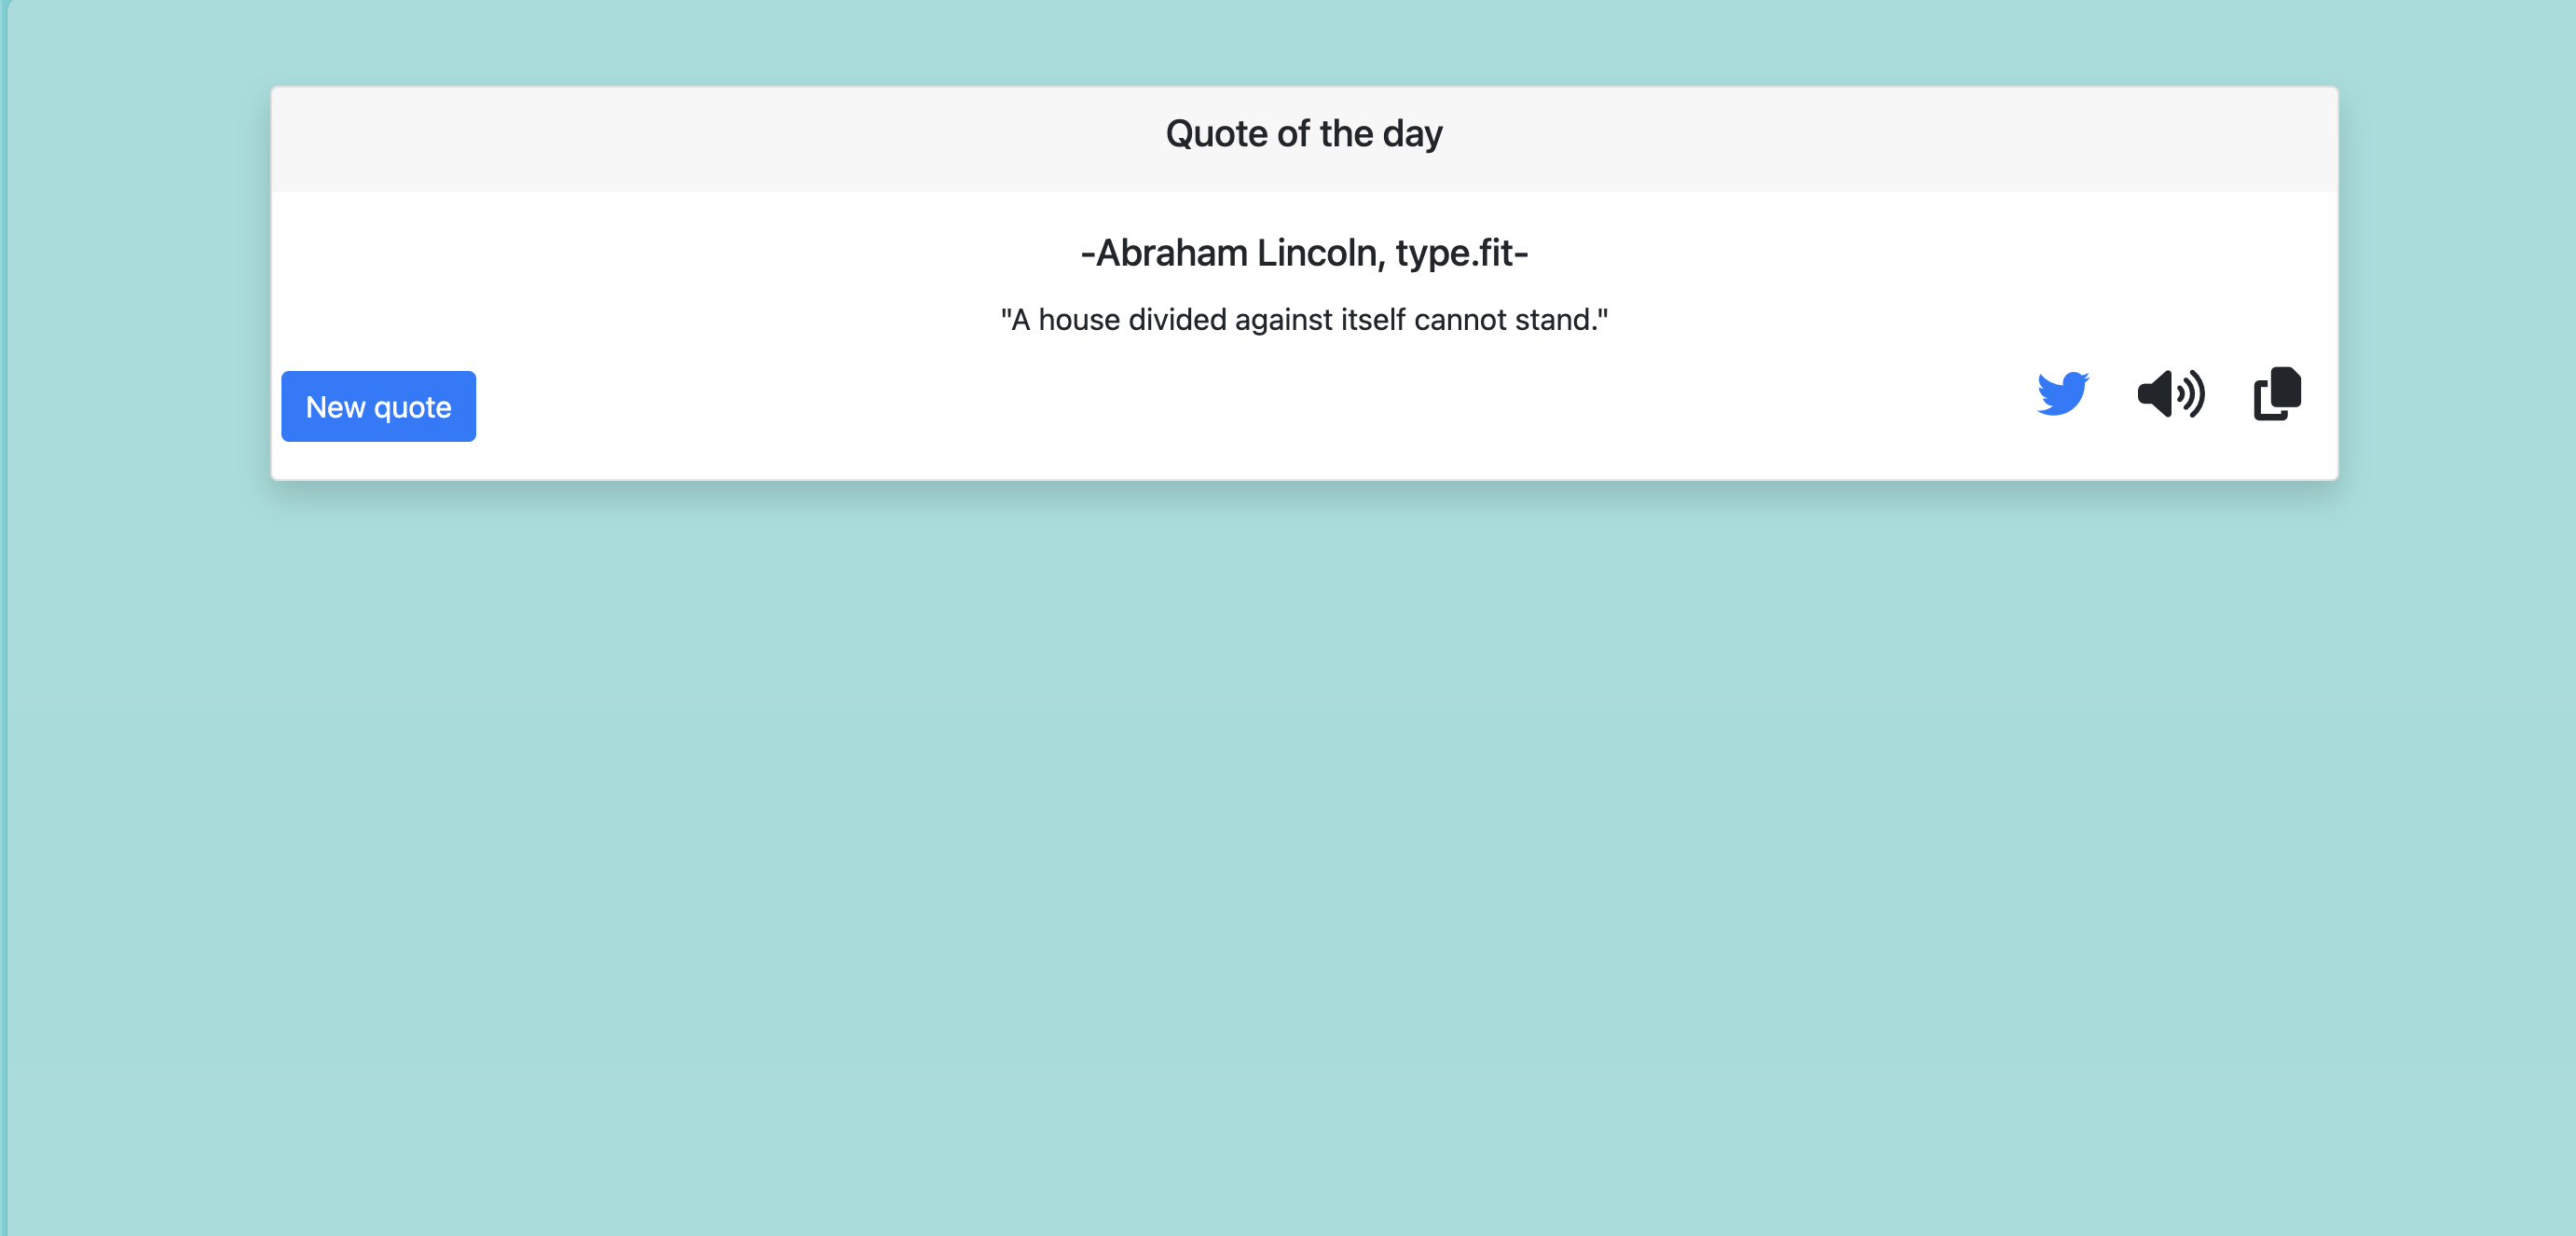 Quote of the day
-Abraham Lincoln, type.fit-
"A house divided against itself cannot stand."
New quote